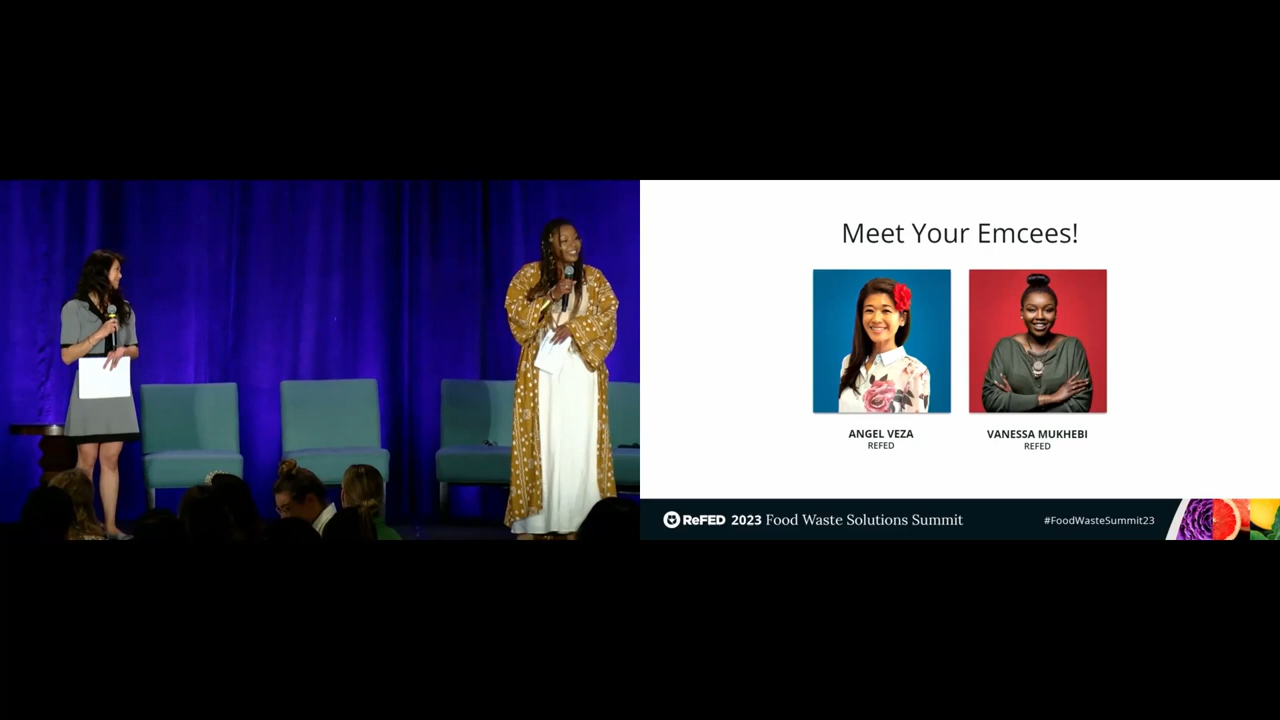 Meet Your Emcees!
ANGEL VEZA
REFED
VANESSA MUKHEBI
REFED
ReFED 2023 Food Waste Solutions Summit
#FoodWasteSummit23